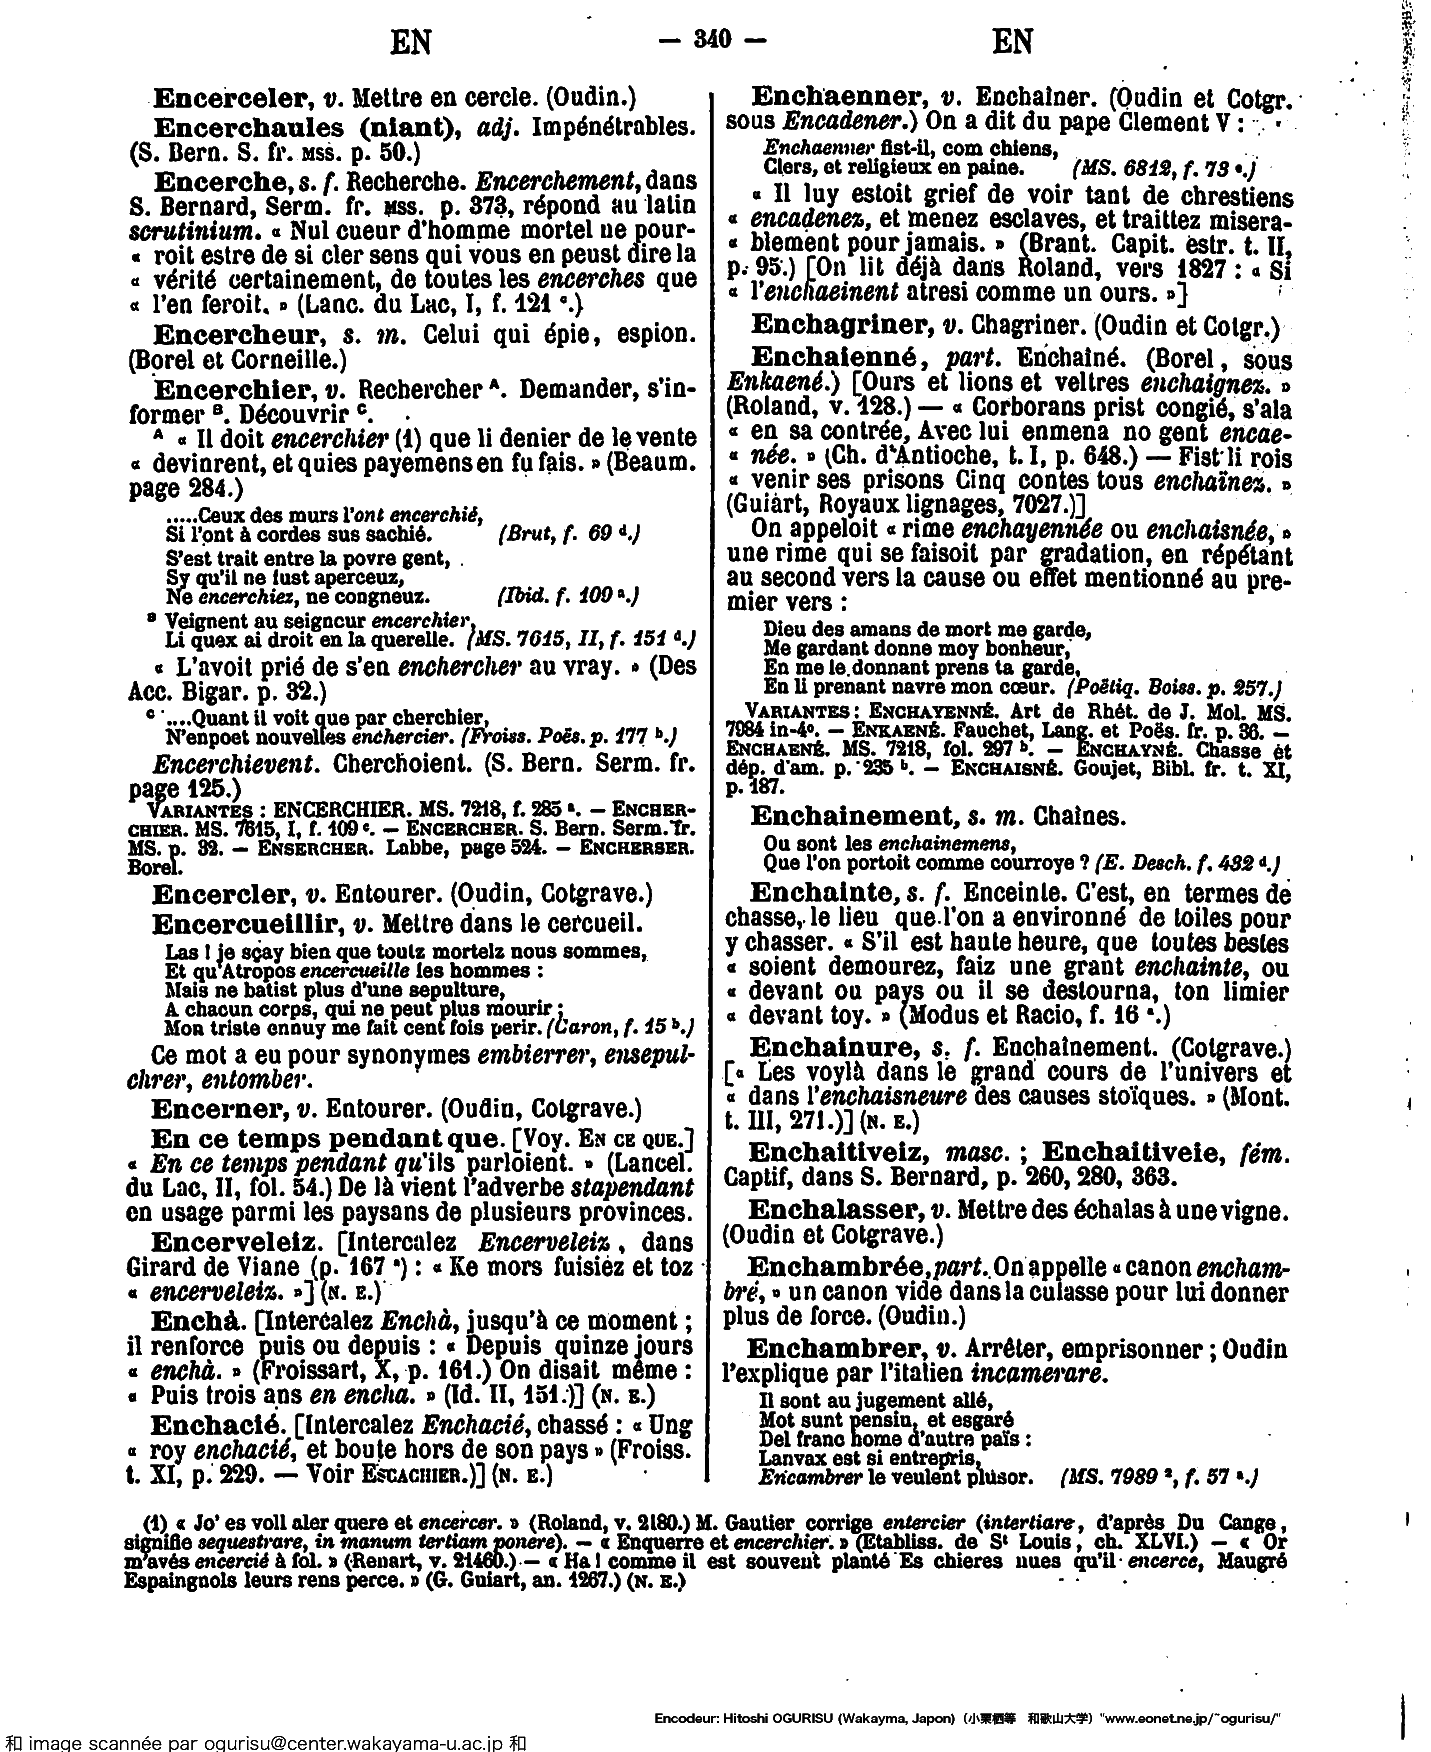 EN — 340 — EN
Encerceler, v. Mettre en cercle. (Oudin.)
Encerchaules (niant), adj. Impénétrables.
(S. Bern. S. fr. MSS. p. 50.)
Encerche, s. f. Recherche. Encerchement, dans
S. Bernard, Serm. fr. MSS. p. 373, répond au latin
scrutinium. « Nul cueur d'homme mortel ne pour-
« roit estre de si cler sens qui vous en peust dire la
« vérité certainement, de toutes les encerches que
« l'en feroit. » (Lanc. du Lac, I, f. 121 c.)
Encercheur, s. m. Celui qui épie, espion.
(Borel et Corneille.)
Encerchier, v. Rechercher A. Demander, s'in-
former B. Découvrir C.
A « Il doit encerchier (1) que li denier de le vente
« devinrent, et quies payemens en fu fais. » (Beaum.
page 284.)
.....Ceux des murs l'ont encerchié,
Si l'ont à cordes sus sachié. (Brut, f. 69 d.)
S'est trait entre la povre gent,
Sy qu'il ne fust aperceuz,
Ne encerchiez, ne congneuz. (Ibid. f. 109 a.)
B Veignent au seigneur encerchier,
Li quex ai droit en la querelle. (MS. 7615, II, f. 151 d.)
« L'avoit prié de s'en enchercher au vray. » (Des
Acc. Bigar. p. 32.)
C ....Quant il voit que par cherchier,
N'enpoet nouvelles enchercier. (Froiss. Poës. p. 177 b.)
Encerchievent. Cherchoient. (S. Bern. Serm. fr.
page 125.)
VARIANTES : ENCERCHIER. MS. 7218, f. 285 a. — ENCHER-
CHIER. MS. 7615, I, f. 109 c. — ENCERCHER. S. Bern. Serm. fr.
MS. p. 32. — ENSERCHER. Labbe, page 524. — ENCHERSER.
Borel.
Encercler, v. Entourer. (Oudin, Cotgrave.)
Encercueillir, v. Mettre dans le cercueil.
Las ! je sçay bien que toutz mortelz nous sommes,
Et qu'Atropos encercueille les hommes :
Mais ne batist plus d'une sepulture,
A chacun corps, qui ne peut plus mourir ;
Mon triste ennuy me fait cent fois perir. (Caron, f. 15 b.)
Ce mot a eu pour synonymes embierrer, ensepul-
chrer, entomber.
Encerner, v. Entourer. (Oudin, Cotgrave.)
En ce temps pendant que. [Voy. EN CE QUE.]
« En ce temps pendant qu'ils parloient. » (Lancel.
du Lac, II, fol. 54.) De là vient l'adverbe stapendant
en usage parmi les paysans de plusieurs provinces.
Encerveleiz. [Intercalez Encerveleiz, dans
Girard de Viane (p. 167 a) : « Ke mors fuisiez et toz
« encerveleiz. »] (N. E.)
Enchà. [Intercalez Enchà, jusqu'à ce moment ;
il renforce puis ou depuis : « Depuis quinze jours
« enchà. » (Froissart, X, p. 161.) On disait même :
« Puis trois ans en encha. » (Id. II, 151.)] (N. E.)
Enchacié. [Intercalez Enchacié, chassé : « Ung
« roy enchacié, et boute hors de son pays » (Froiss.
t. XI, p. 229. — Voir ESCACHIER.)] (N. E.)
Enchaenner, v. Enchaîner. (Oudin et Cotgr.
sous Encadener.) On a dit du pape Clement V :
Enchaenner fist-il, com chiens,
Clers, et religieux en paine. (MS. 6812, f. 73 a.)
« Il luy estoit grief de voir tant de chrestiens
« encadenez, et menez esclaves, et traittez misera-
« blement pour jamais. » (Brant. Capit. estr. t. II,
p. 95.) [On lit déjà dans Roland, vers 1827 : « Si
« l'enchaeinent atresi comme un ours. »]
Enchagriner, v. Chagriner. (Oudin et Cotgr.)
Enchaienné, part. Enchaîné. (Borel, sous
Enkaené.) [Ours et lions et veltres enchaignez. »
(Roland, v. 128.) — « Corborans prist congié, s'ala
« en sa contrée, Avec lui enmena no gent encae-
« née. » (Ch. d'Antioche, t. I, p. 648.) — Fist li rois
« venir ses prisons Cinq contes tous enchaïnez. »
(Guiart, Royaux lignages, 7027.)]
On appeloit « rime enchayennée ou enchaisnée, »
une rime qui se faisoit par gradation, en répétant
au second vers la cause ou effet mentionné au pre-
mier vers :
Dieu des amans de mort me garde,
Me gardant donne moy bonheur,
En me le donnant prens ta garde,
En li prenant navre mon cœur. (Poëtiq. Boiss. p. 257.)
VARIANTES : ENCHAYENNÉ. Art de Rhét. de J. Mol. MS.
7984 in-4o. — ENKAENÉ. Fauchet, Lang. et Poës. fr. p. 36. —
ENCHAENÉ. MS. 7218, fol. 297 b. — ENCHAYNÉ. Chasse et
dép. d'am. p. 235 b. — ENCHAISNÉ. Goujet, Bibl. fr. t. XI,
p. 187.
Enchainement, s. m. Chaînes.
Ou sont les enchainemens,
Que l'on portoit comme courroye ? (E. Desch. f. 432 d.)
Enchainte, s. f. Enceinte. C'est, en termes de
chasse, le lieu que l'on a environné de toiles pour
y chasser. « S'il est haute heure, que toutes bestes
« soient demourez, faiz une grant enchainte, ou
« devant ou pays ou il se destourna, ton limier
« devant toy. » (Modus et Racio, f. 16 a.)
Enchainure, s. f. Enchaînement. (Cotgrave.)
[« Les voylà dans le grand cours de l'univers et
« dans l'enchaisneure des causes stoïques. » (Mont.
t. III, 271.)] (N. E.)
Enchaitiveiz, masc. ; Enchaitiveie, fém.
Captif, dans S. Bernard, p. 260, 280, 363.
Enchalasser, v. Mettre des échalas à une vigne.
(Oudin et Cotgrave.)
Enchambrée, part. On appelle « canon encham-
bré, » un canon vide dans la culasse pour lui donner
plus de force. (Oudin.)
Enchambrer, v. Arrêter, emprisonner ; Oudin
l'explique par l'italien incamerare.
Il sont au jugement allé,
Mot sunt pensiu, et esgaré
Del franc home d'autre païs :
Lanvax est si entrepris,
Encambrer le veulent plusor. (MS. 7989 2, f. 57 a.)
(1) « Jo' es voll aler quere et encercer. » (Roland, v. 2180.) M. Gautier corrige entercier (intertiare, d'après Du Cange,
signifie sequestrare, in manum tertiam ponere). — « Enquerre et encerchier. » (Etabliss. de St Louis, ch. XLVI.) — « Or
m'avés encercié à fol. » (Renart, v. 21460.) — « Ha ! comme il est souvent planté Es chieres nues qu'il encerce, Maugré
Espaingnols leurs rens perce. » (G. Guiart, an. 1267.) (N. E.)
Encodeur: Hitoshi OGURISU (Wakayma, Japon) (小栗栖等 和歌山大学) "www.eonet.ne.jp/~ogurisu/"
和 image scannée par ogurisu@center.wakayama-u.ac.jp 和